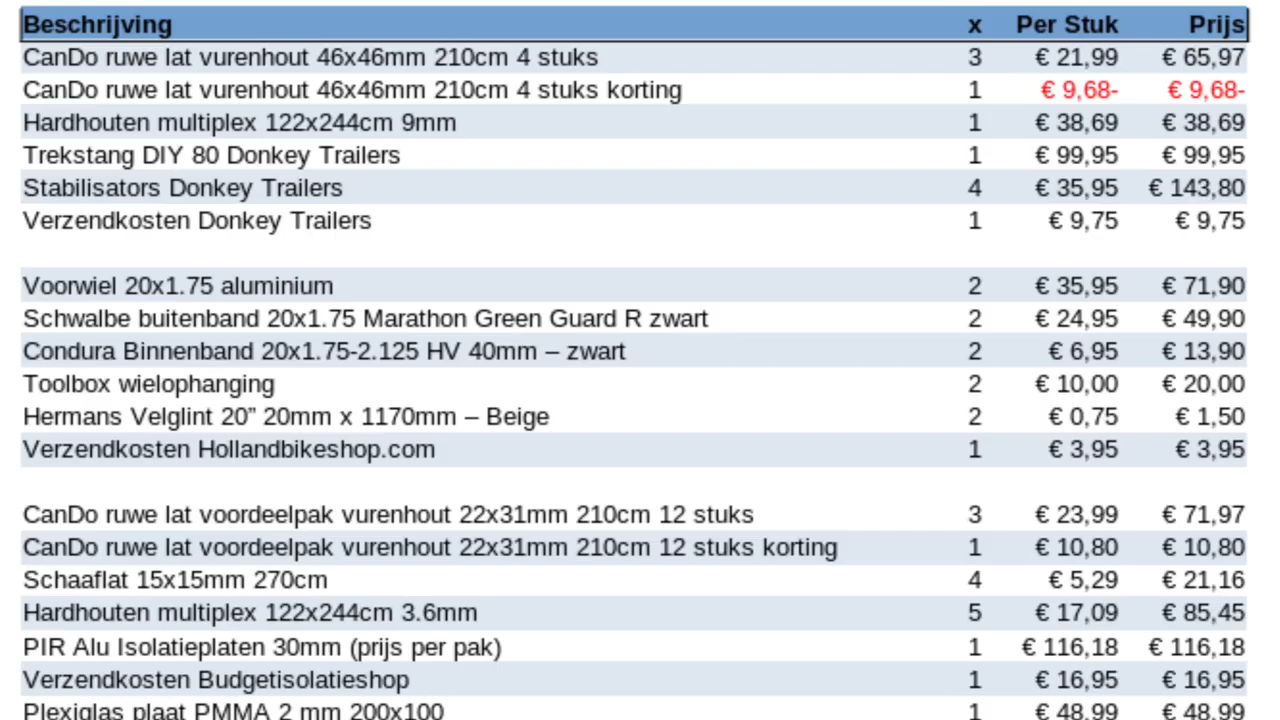 Beschrijving x Per Stuk Prijs
CanDo ruwe lat vurenhout 46x46mm 210cm 4 stuks 3 € 21,99 € 65,97
CanDo ruwe lat vurenhout 46x46mm 210cm 4 stuks korting 1 € 9,68- € 9,68-
Hardhouten multiplex 122x244cm 9mm 1 € 38,69 € 38,69
Trekstang DIY 80 Donkey Trailers 1 € 99,95 € 99,95
Stabilisators Donkey Trailers 4 € 35,95 € 143,80
Verzendkosten Donkey Trailers 1 € 9,75 € 9,75
Voorwiel 20x1.75 aluminium 2 € 35,95 € 71,90
Schwalbe buitenband 20x1.75 Marathon Green Guard R zwart 2 € 24,95 € 49,90
Condura Binnenband 20x1.75-2.125 HV 40mm – zwart 2 € 6,95 € 13,90
Toolbox wielophanging 2 € 10,00 € 20,00
Hermans Velglint 20” 20mm x 1170mm – Beige 2 € 0,75 € 1,50
Verzendkosten Hollandbikeshop.com 1 € 3,95 € 3,95
CanDo ruwe lat voordeelpak vurenhout 22x31mm 210cm 12 stuks 3 € 23,99 € 71,97
CanDo ruwe lat voordeelpak vurenhout 22x31mm 210cm 12 stuks korting 1 € 10,80 € 10,80
Schaaflat 15x15mm 270cm 4 € 5,29 € 21,16
Hardhouten multiplex 122x244cm 3.6mm 5 € 17,09 € 85,45
PIR Alu Isolatieplaten 30mm (prijs per pak) 1 € 116,18 € 116,18
Verzendkosten Budgetisolatieshop 1 € 16,95 € 16,95
Plexiglas plaat PMMA 2 mm 200x100 1 € 48,99 € 48,99